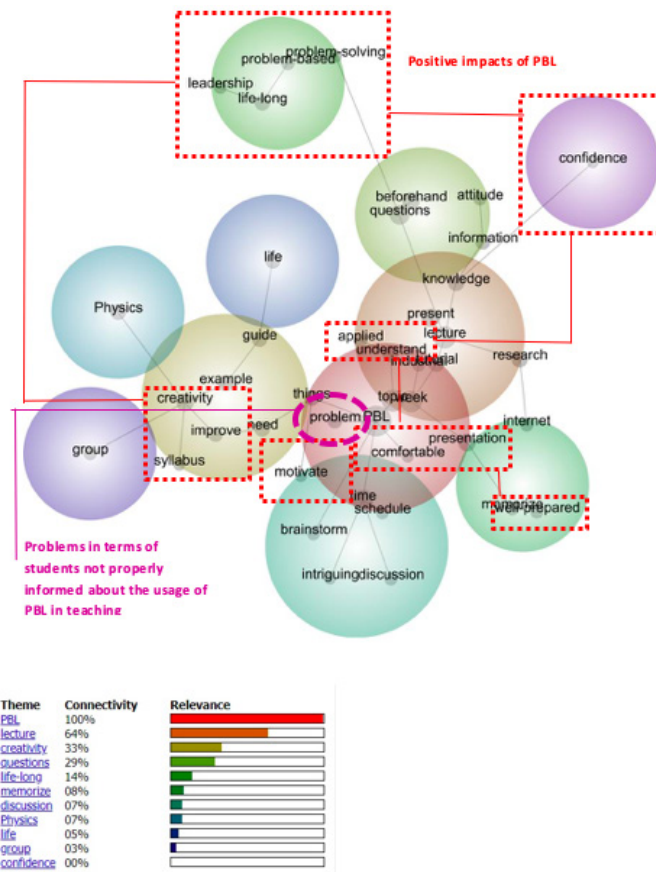 problem-solving
problem-based
Positive impacts of PBL
leadership
life-long
confidence
beforehand
attitude
questions
information
life
knowledge
Physics
present
guide
applied
lecture
understand
research
example
things
creativity
topic
week
problem
PBL
internet
improve
need
presentation
group
comfortable
syllabus
motivate
time
schedule
memorize
well-prepared
brainstorm
Problems in terms of
students not properly
informed about the usage of
PBL in teaching
intriguing
discussion
Theme Connectivity Relevance
PBL 100%
lecture 64%
creativity 33%
questions 29%
life-long 14%
memorize 08%
discussion 07%
Physics 07%
life 05%
group 03%
confidence 00%